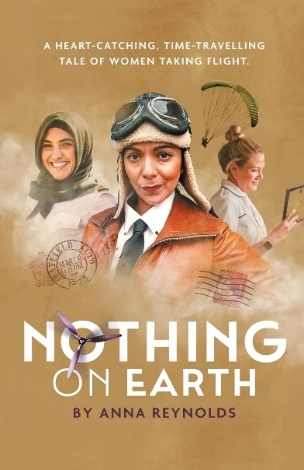 A HEART-CATCHING, TIME-TRAVELLING
TALE OF WOMEN TAKING FLIGHT.
NOTHING
ON EARTH
BY ANNA REYNOLDS